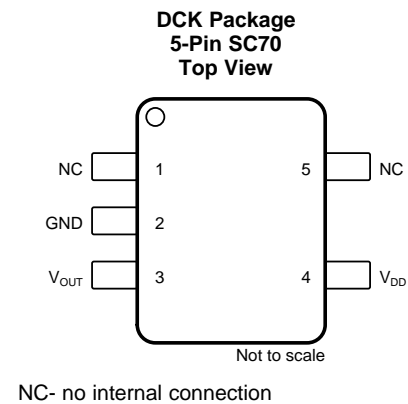 DCK Package
5-Pin SC70
Top View
NC 1 5 NC
GND 2
VOUT 3 4 VDD
Not to scale
NC- no internal connection